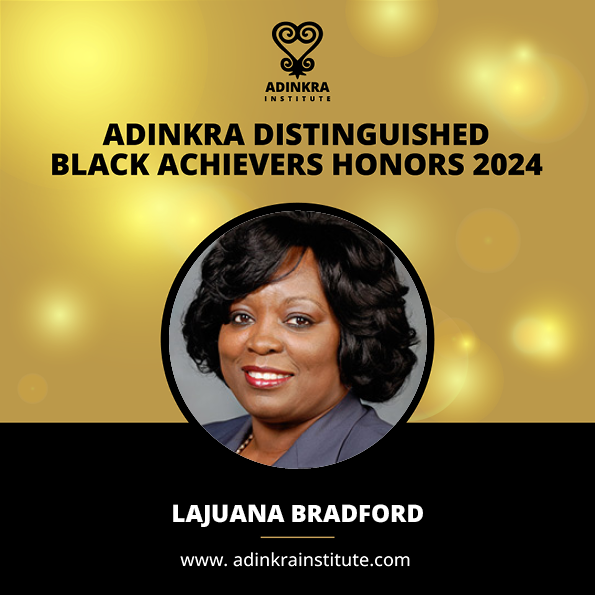 ADINKRA
INSTITUTE
ADINKRA DISTINGUISHED
BLACK ACHIEVERS HONORS 2024
LAJUANA BRADFORD
www. adinkrainstitute.com